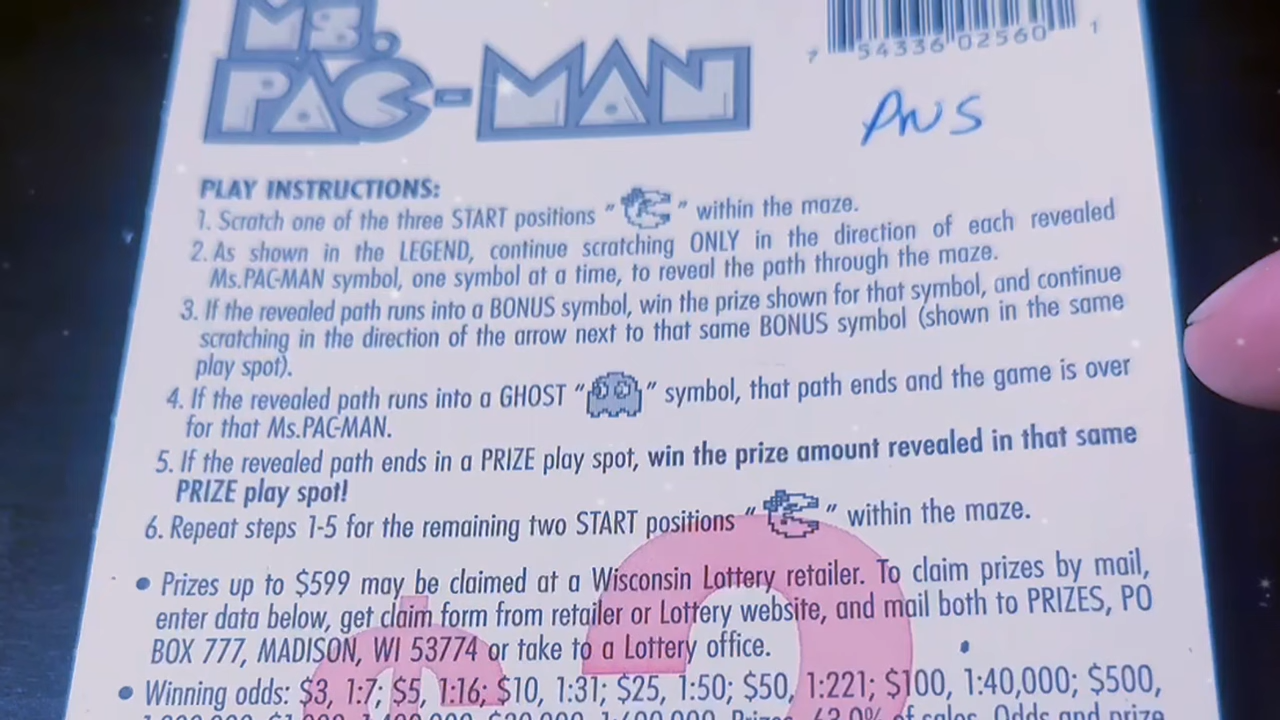 Ms.
PAC-MAN
7 54336 02560 1
PLAY INSTRUCTIONS:
1. Scratch one of the three START positions " " within the maze.
2. As shown in the LEGEND, continue scratching ONLY in the direction of each revealed
Ms.PAC-MAN symbol, one symbol at a time, to reveal the path through the maze.
3. If the revealed path runs into a BONUS symbol, win the prize shown for that symbol, and continue
scratching in the direction of the arrow next to that same BONUS symbol (shown in the same
play spot).
4. If the revealed path runs into a GHOST " " symbol, that path ends and the game is over
for that Ms.PAC-MAN.
5. If the revealed path ends in a PRIZE play spot, win the prize amount revealed in that same
PRIZE play spot!
6. Repeat steps 1-5 for the remaining two START positions " " within the maze.
• Prizes up to $599 may be claimed at a Wisconsin Lottery retailer. To claim prizes by mail,
enter data below, get claim form from retailer or Lottery website, and mail both to PRIZES, PO
BOX 777, MADISON, WI 53774 or take to a Lottery office.
• Winning odds: $3, 1:7; $5, 1:16; $10, 1:31; $25, 1:50; $50, 1:221; $100, 1:40,000; $500,
of sales. Odds and prize